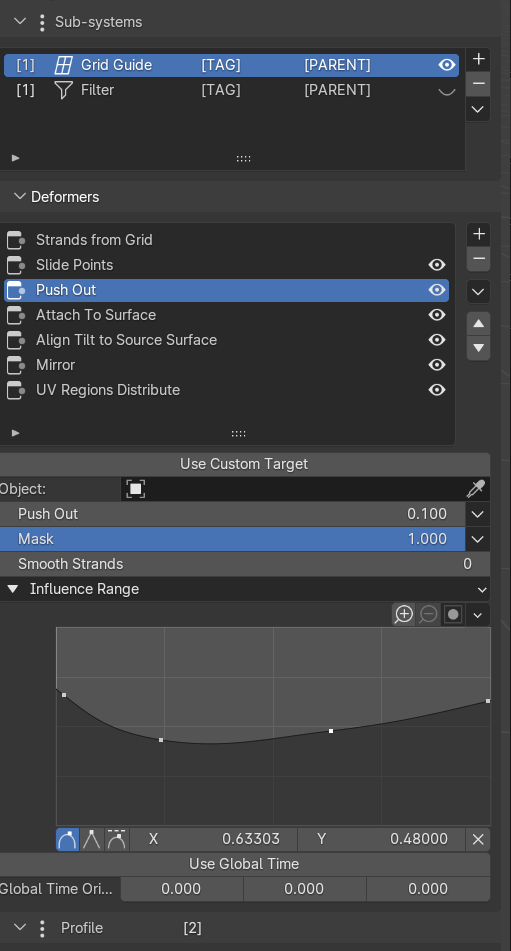 Sub-systems
[1] Grid Guide [TAG] [PARENT]
[1] Filter [TAG] [PARENT]
Deformers
Strands from Grid
Slide Points
Push Out
Attach To Surface
Align Tilt to Source Surface
Mirror
UV Regions Distribute
Use Custom Target
Object:
Push Out 0.100
Mask 1.000
Smooth Strands 0
Influence Range
X 0.63303 Y 0.48000
Use Global Time
Global Time Ori... 0.000 0.000 0.000
Profile [2]